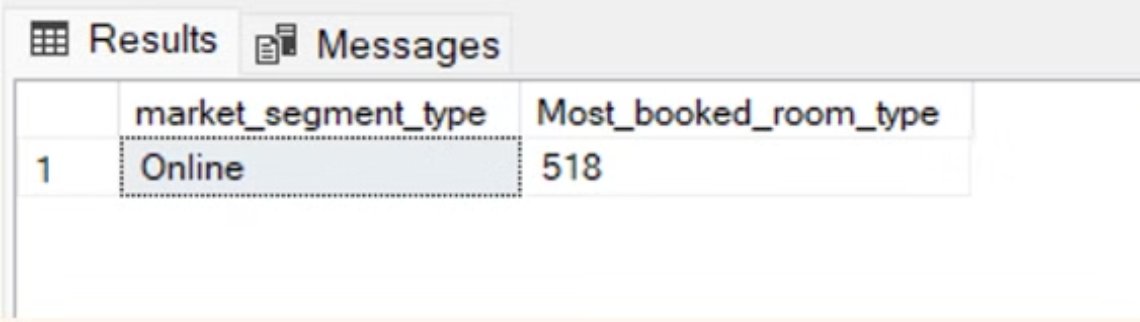 Results Messages
market_segment_type Most_booked_room_type
1 Online 518